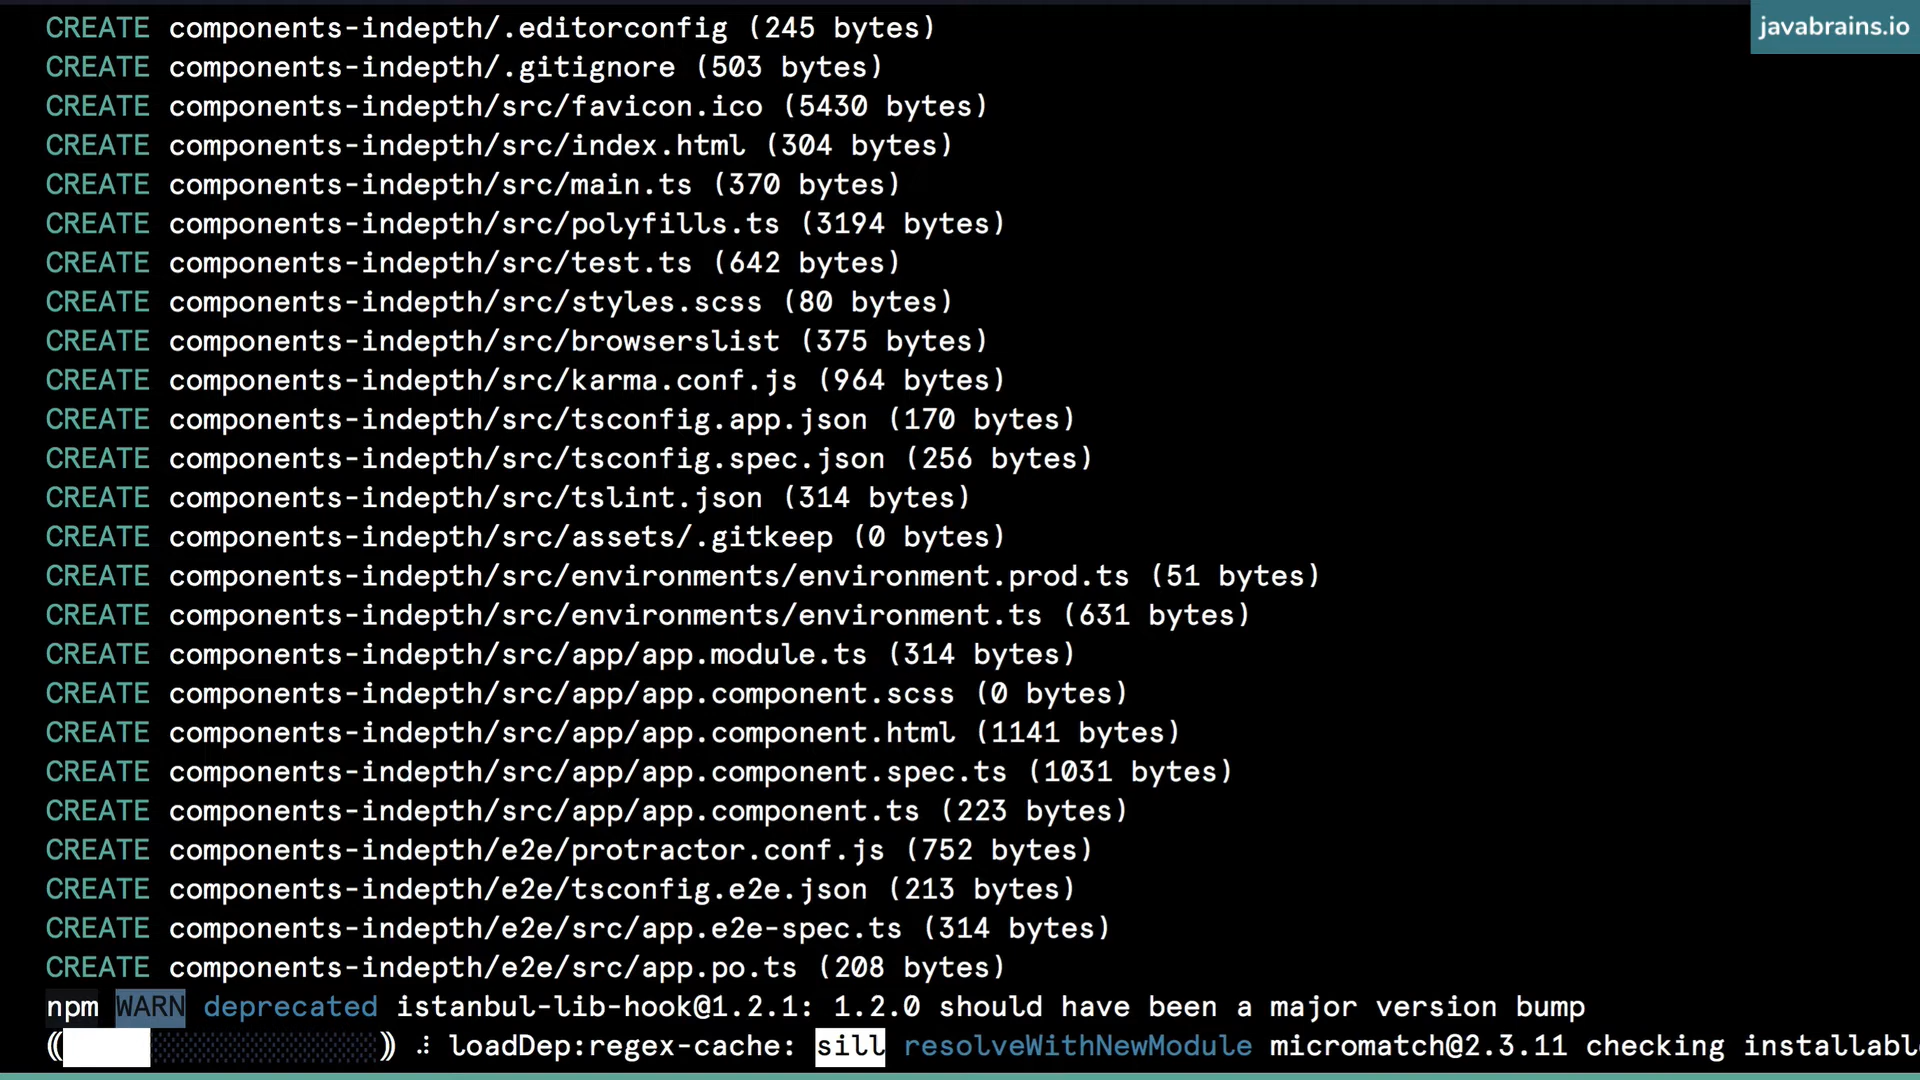 CREATE components-indepth/.editorconfig (245 bytes)
javabrains.io
CREATE components-indepth/.gitignore (503 bytes)
CREATE components-indepth/src/favicon.ico (5430 bytes)
CREATE components-indepth/src/index.html (304 bytes)
CREATE components-indepth/src/main.ts (370 bytes)
CREATE components-indepth/src/polyfills.ts (3194 bytes)
CREATE components-indepth/src/test.ts (642 bytes)
CREATE components-indepth/src/styles.scss (80 bytes)
CREATE components-indepth/src/browserslist (375 bytes)
CREATE components-indepth/src/karma.conf.js (964 bytes)
CREATE components-indepth/src/tsconfig.app.json (170 bytes)
CREATE components-indepth/src/tsconfig.spec.json (256 bytes)
CREATE components-indepth/src/tslint.json (314 bytes)
CREATE components-indepth/src/assets/.gitkeep (0 bytes)
CREATE components-indepth/src/environments/environment.prod.ts (51 bytes)
CREATE components-indepth/src/environments/environment.ts (631 bytes)
CREATE components-indepth/src/app/app.module.ts (314 bytes)
CREATE components-indepth/src/app/app.component.scss (0 bytes)
CREATE components-indepth/src/app/app.component.html (1141 bytes)
CREATE components-indepth/src/app/app.component.spec.ts (1031 bytes)
CREATE components-indepth/src/app/app.component.ts (223 bytes)
CREATE components-indepth/e2e/protractor.conf.js (752 bytes)
CREATE components-indepth/e2e/tsconfig.e2e.json (213 bytes)
CREATE components-indepth/e2e/src/app.e2e-spec.ts (314 bytes)
CREATE components-indepth/e2e/src/app.po.ts (208 bytes)
npm WARN deprecated istanbul-lib-hook@1.2.1: 1.2.0 should have been a major version bump
loadDep:regex-cache: sill resolveWithNewModule micromatch@2.3.11 checking installabl